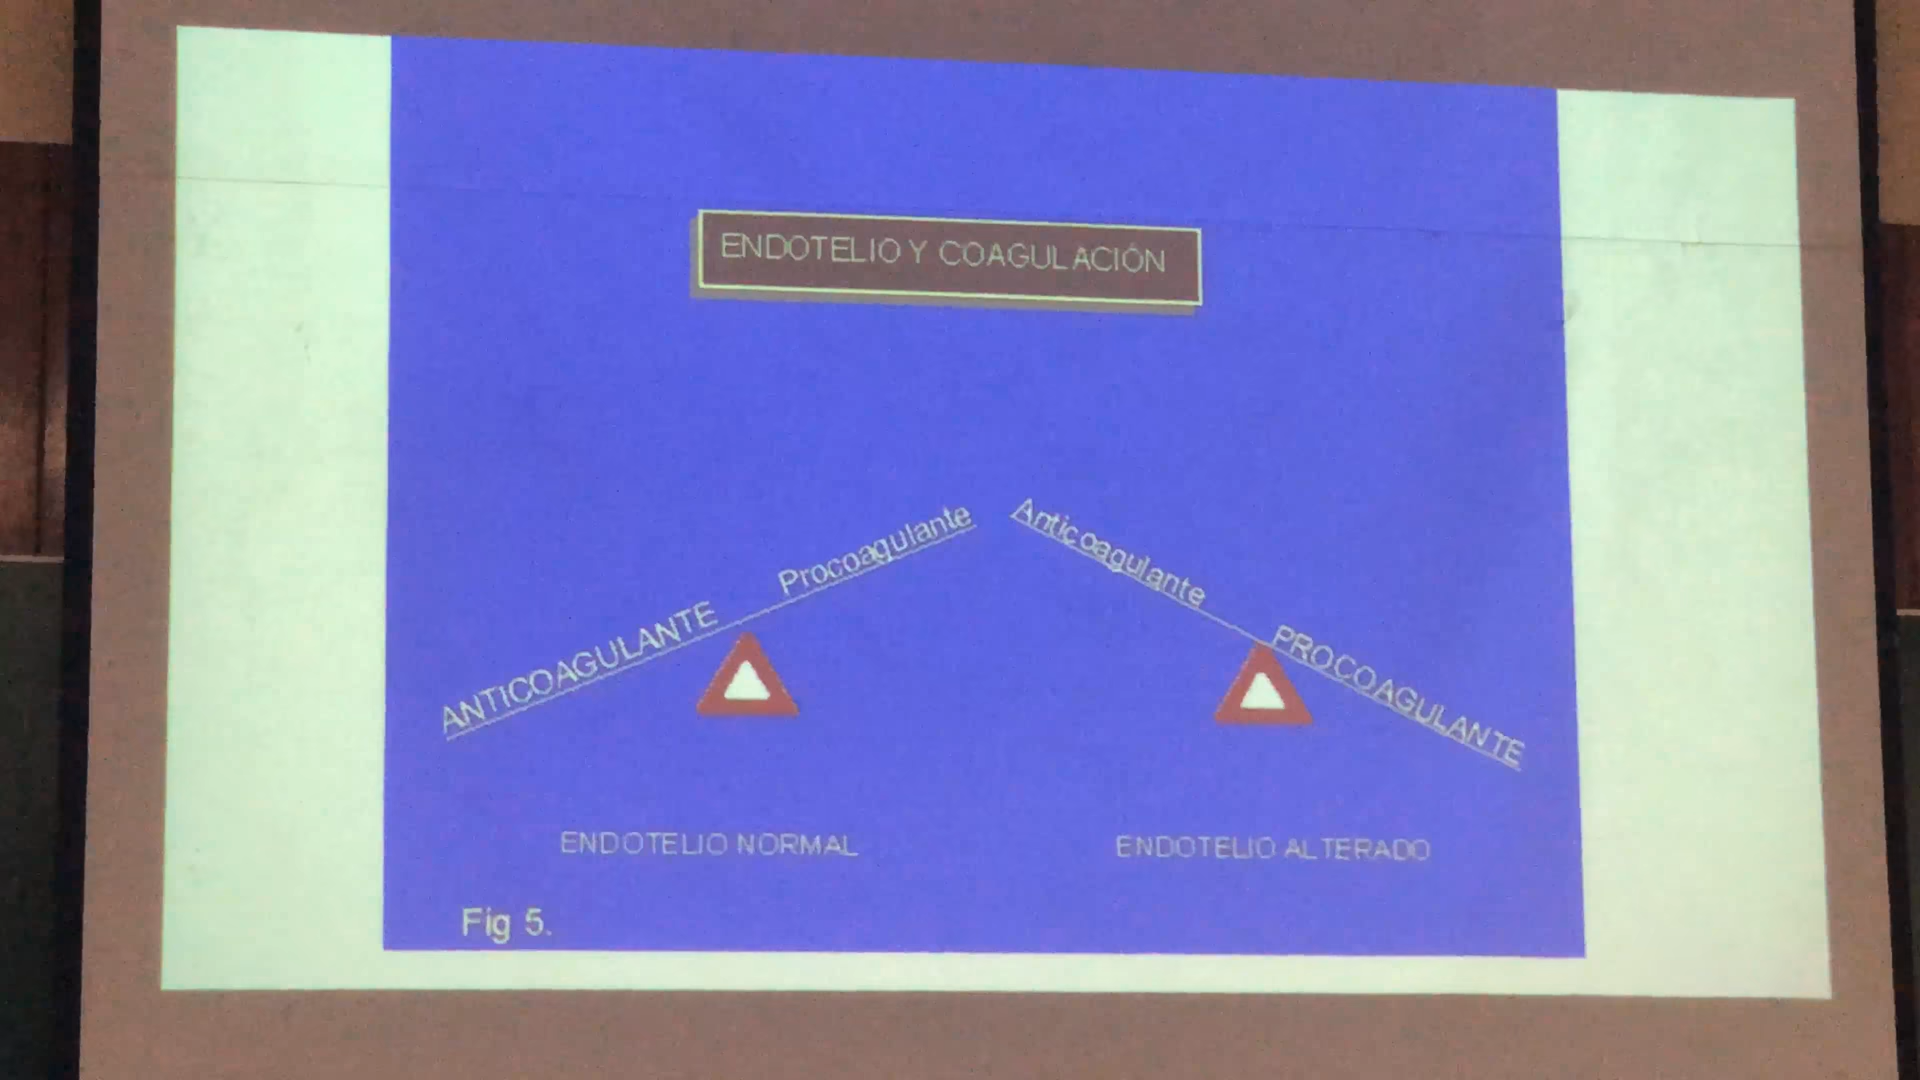 ENDOTELIO Y COAGULACIÓN
ANTICOAGULANTE Procoagulante
Anticoagulante PROCOAGULANTE
ENDOTELIO NORMAL
ENDOTELIO ALTERADO
Fig 5.